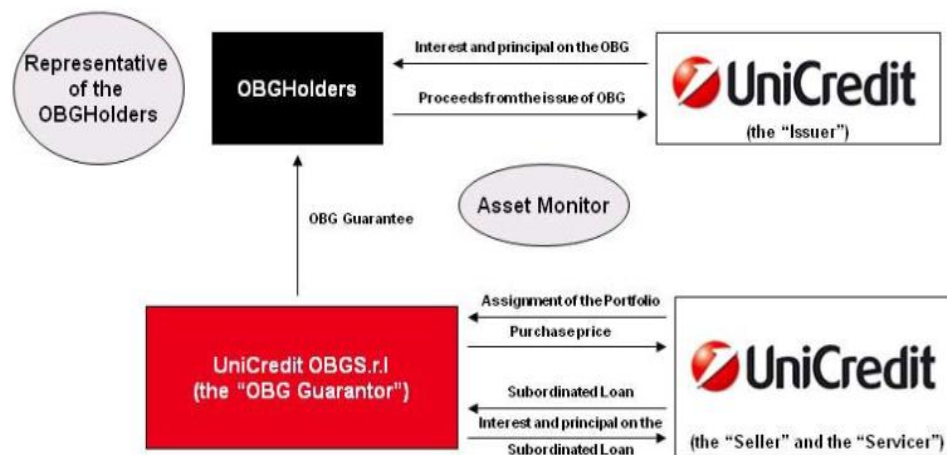 Representative
of the
OBGHolders
OBGHolders
Interest and principal on the OBG
Proceeds from the issue of OBG
UniCredit
(the "Issuer")
OBG Guarantee
Asset Monitor
UniCredit OBGS.r.l
(the "OBG Guarantor")
Assignment of the Portfolio
Purchase price
Subordinated Loan
Interest and principal on the
Subordinated Loan
UniCredit
(the "Seller" and the "Servicer")